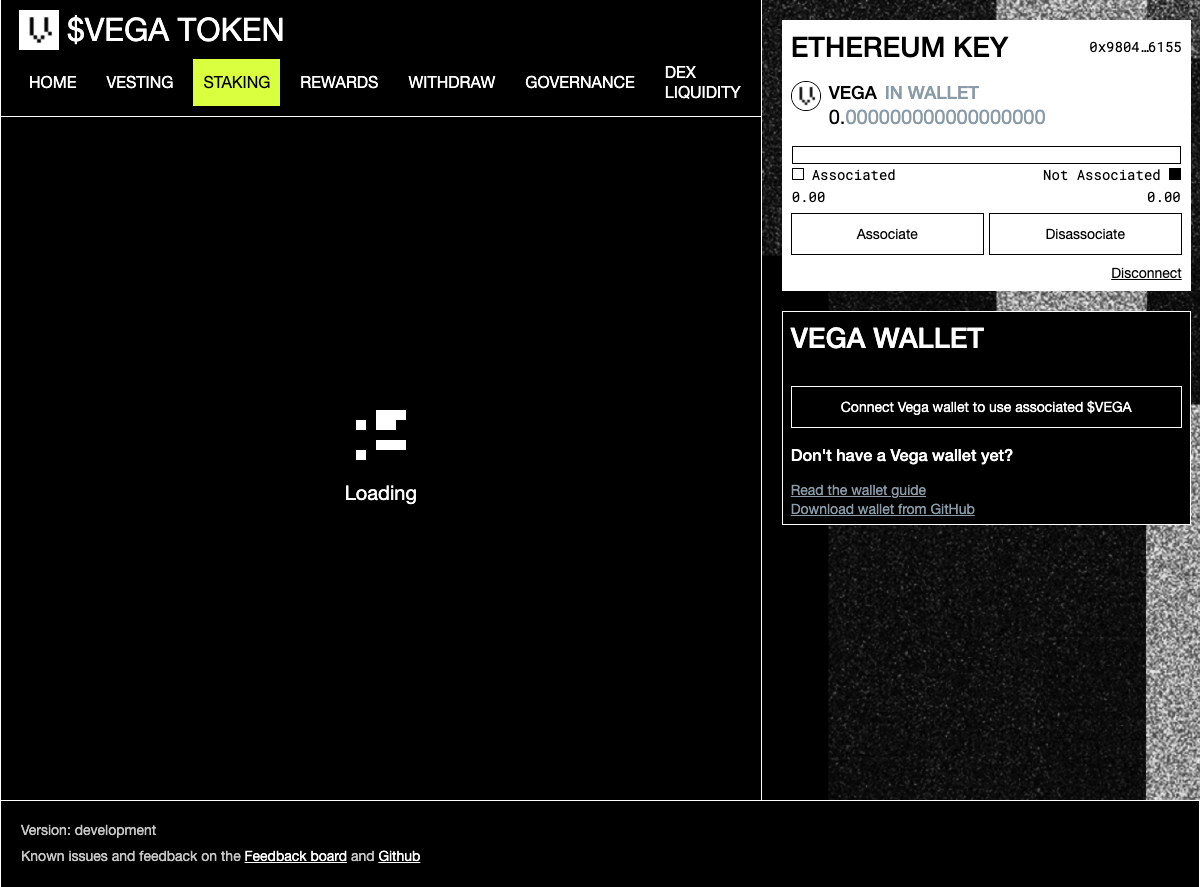 $VEGA TOKEN
HOME
VESTING
STAKING
REWARDS
WITHDRAW
GOVERNANCE
DEX
LIQUIDITY
Loading
ETHEREUM KEY
0x9804…6155
VEGA IN WALLET
0.000000000000000000
Associated
Not Associated
0.00
0.00
Associate
Disassociate
Disconnect
VEGA WALLET
Connect Vega wallet to use associated $VEGA
Don't have a Vega wallet yet?
Read the wallet guide
Download wallet from GitHub
Version: development
Known issues and feedback on the Feedback board and Github